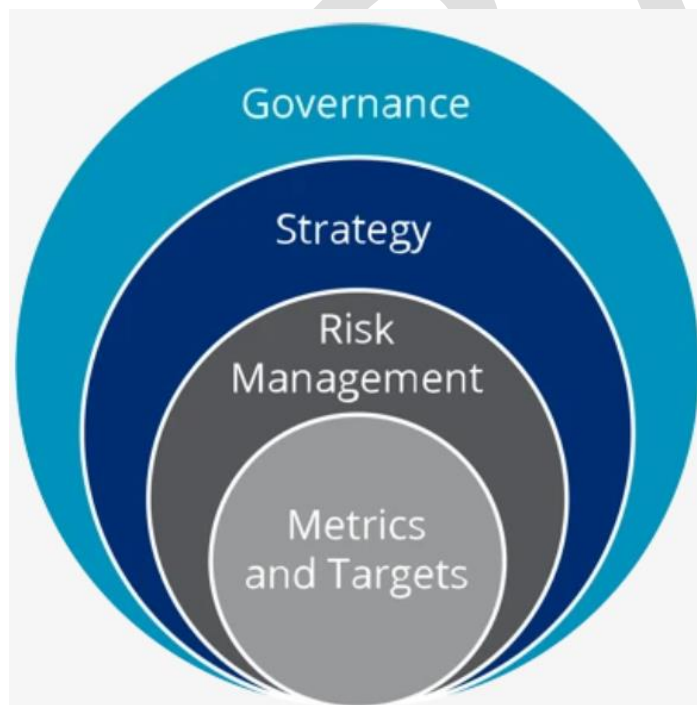 Governance
Strategy
Risk
Management
Metrics
and Targets